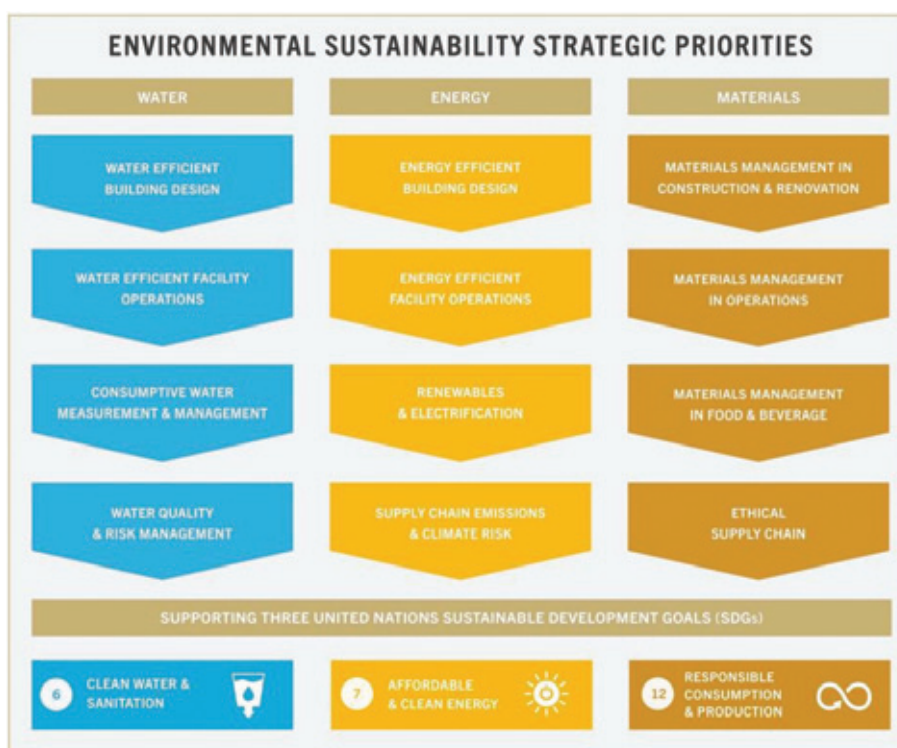 ENVIRONMENTAL SUSTAINABILITY STRATEGIC PRIORITIES
WATER
ENERGY
MATERIALS
WATER EFFICIENT
BUILDING DESIGN
ENERGY EFFICIENT
BUILDING DESIGN
MATERIALS MANAGEMENT IN
CONSTRUCTION & RENOVATION
WATER EFFICIENT FACILITY
OPERATIONS
ENERGY EFFICIENT
FACILITY OPERATIONS
MATERIALS MANAGEMENT
IN OPERATIONS
CONSUMPTIVE WATER
MEASUREMENT & MANAGEMENT
RENEWABLES
& ELECTRIFICATION
MATERIALS MANAGEMENT
IN FOOD & BEVERAGE
WATER QUALITY
& RISK MANAGEMENT
SUPPLY CHAIN EMISSIONS
& CLIMATE RISK
ETHICAL
SUPPLY CHAIN
SUPPORTING THREE UNITED NATIONS SUSTAINABLE DEVELOPMENT GOALS (SDGs)
6
CLEAN WATER &
SANITATION
7
AFFORDABLE
& CLEAN ENERGY
12
RESPONSIBLE
CONSUMPTION
& PRODUCTION